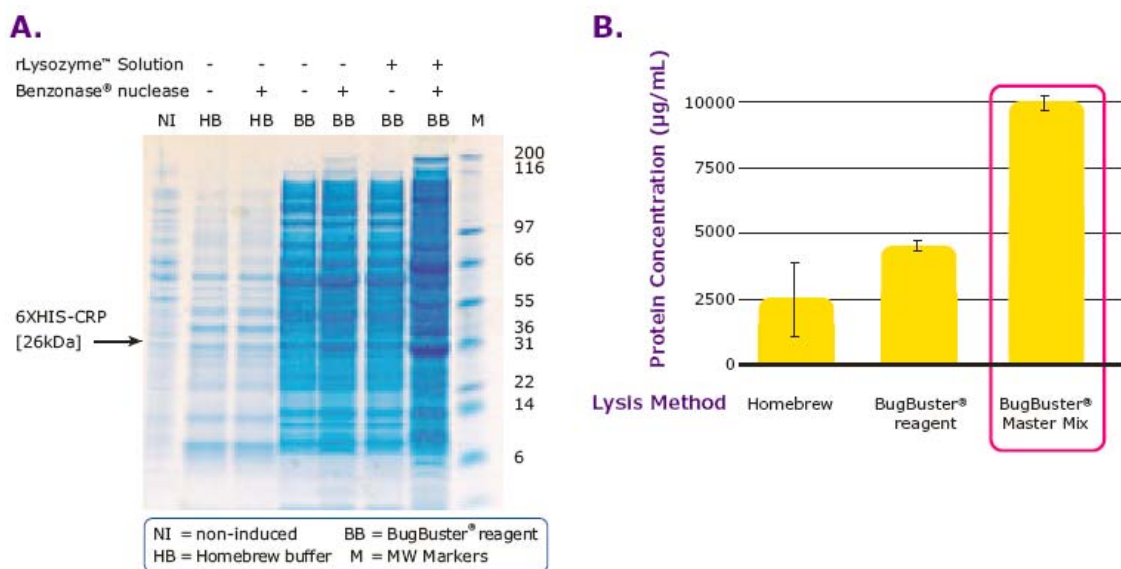 A.
rLysozyme™ Solution - - - - + +
Benzonase® nuclease - + - + - +
NI HB HB BB BB BB BB M
200
116
97
66
55
36
31
22
14
6
6XHIS-CRP
[26kDa]
NI = non-induced BB = BugBuster® reagent
HB = Homebrew buffer M = MW Markers
B.
Protein Concentration (µg/mL)
10000
7500
5000
2500
0
Lysis Method
Homebrew
BugBuster®
reagent
BugBuster®
Master Mix